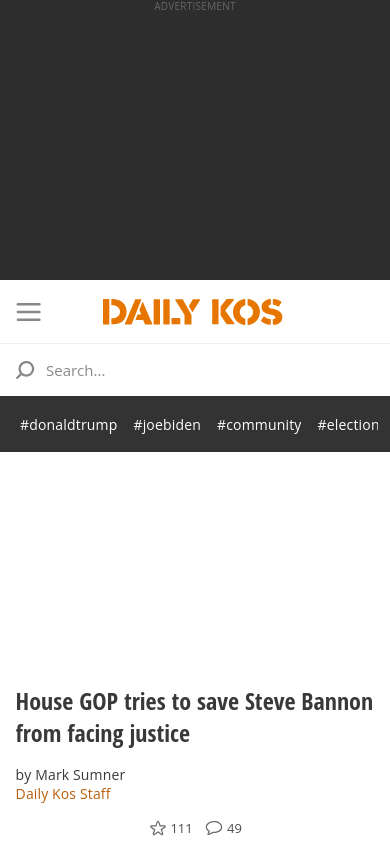 ADVERTISEMENT
DAILY KOS
Search...
#donaldtrump #joebiden #community #election
House GOP tries to save Steve Bannon
from facing justice
by Mark Sumner
Daily Kos Staff
111 49